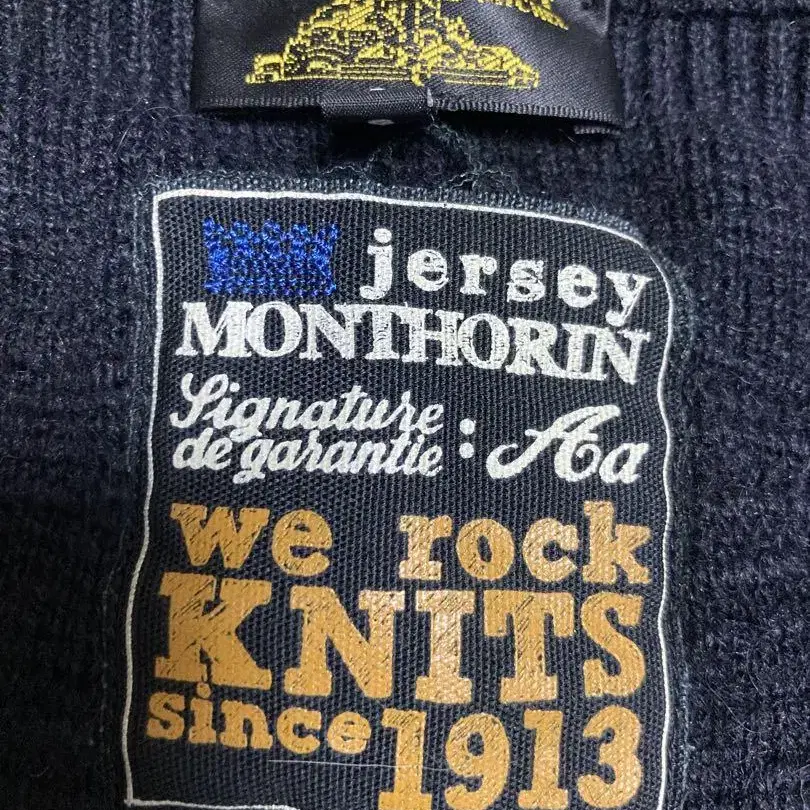 jersey
MONTHORIN
Signature
de garantie : Aa
we rock
KNITS
since 1913